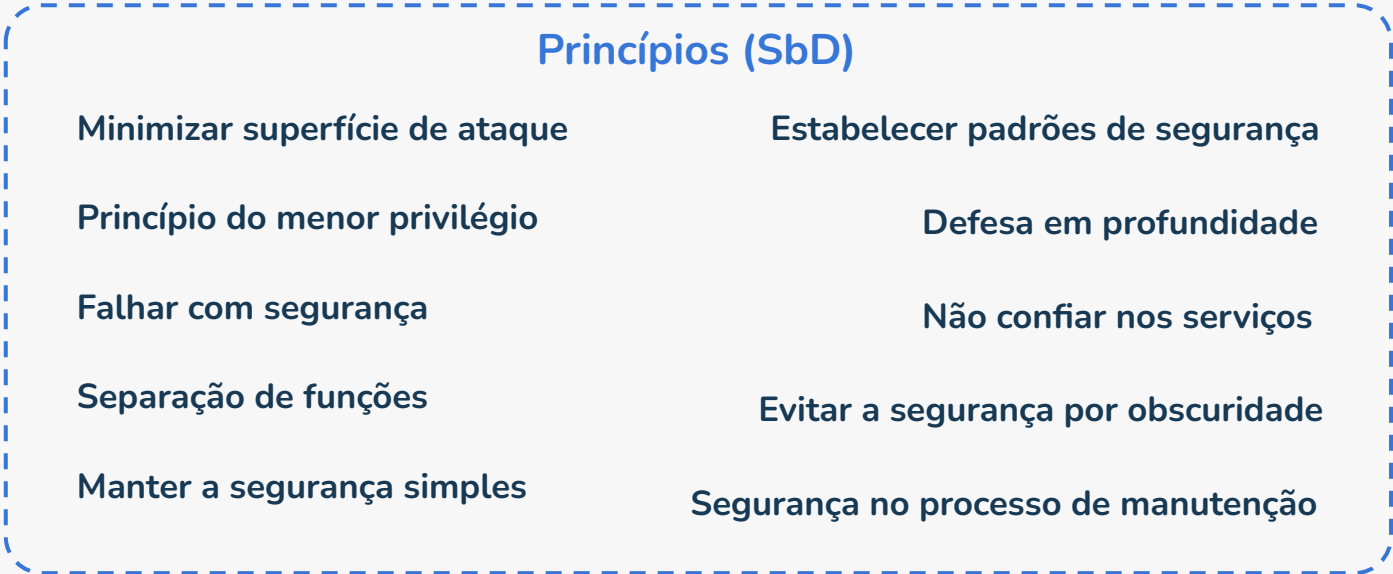 Princípios (SbD)
Minimizar superfície de ataque
Estabelecer padrões de segurança
Princípio do menor privilégio
Defesa em profundidade
Falhar com segurança
Não confiar nos serviços
Separação de funções
Evitar a segurança por obscuridade
Manter a segurança simples
Segurança no processo de manutenção